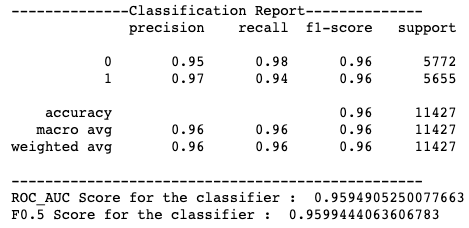 --------------Classification Report--------------
precision recall f1-score support
0 0.95 0.98 0.96 5772
1 0.97 0.94 0.96 5655
accuracy 0.96 11427
macro avg 0.96 0.96 0.96 11427
weighted avg 0.96 0.96 0.96 11427
-------------------------------------------------
ROC_AUC Score for the classifier : 0.9594905250077663
F0.5 Score for the classifier : 0.9599444063606783